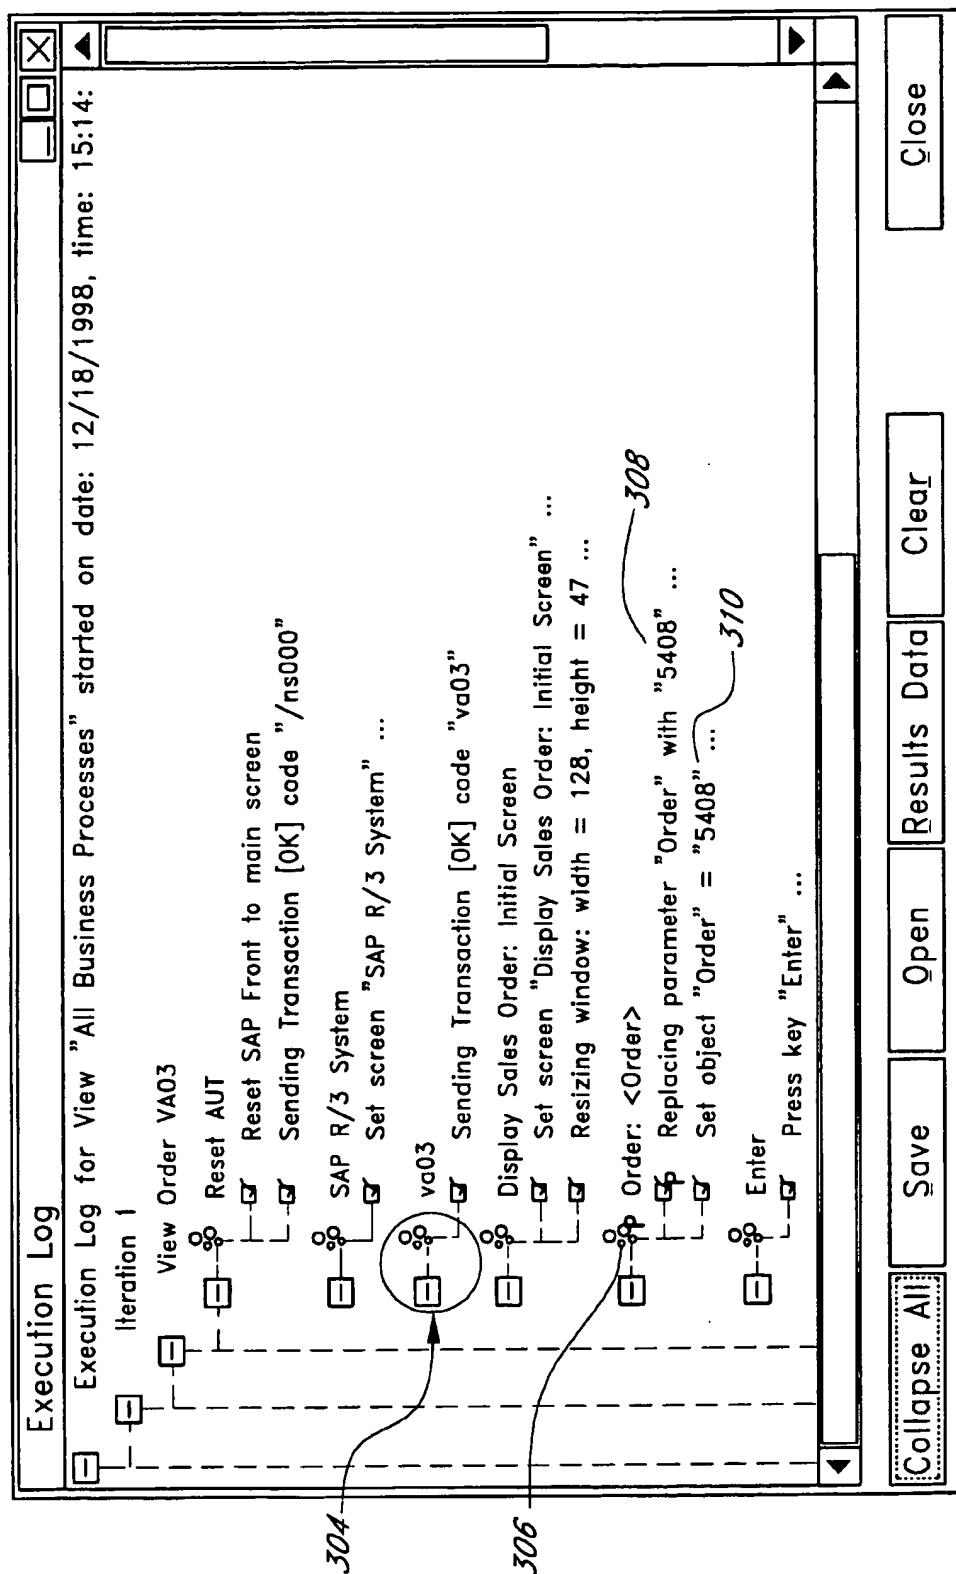 Execution Log
Execution Log for View "All Business Processes" started on date: 12/18/1998, time: 15:14:
Iteration 1
View Order VA03
Reset AUT
Reset SAP Front to main screen
Sending Transaction [OK] code "/ns000"
SAP R/3 System
Set screen "SAP R/3 System" ...
va03
Sending Transaction [OK] code "va03"
Display Sales Order: Initial Screen
Set screen "Display Sales Order: Initial Screen" ...
Resizing window: width = 128, height = 47 ...
P Order: <Order>
P Replacing parameter "Order" with "5408" ...
Set object "Order" = "5408" ...
Enter
Press key "Enter" ...
304
306
308
310
Collapse All
Save
Open
Results Data
Clear
Close